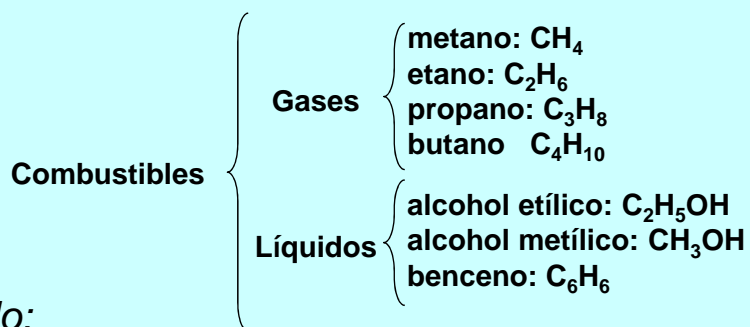 metano: CH₄
etano: C₂H₆
Gases
propano: C₃H₈
butano C₄H₁₀
Combustibles
alcohol etílico: C₂H₅OH
alcohol metílico: CH₃OH
Líquidos
benceno: C₆H₆